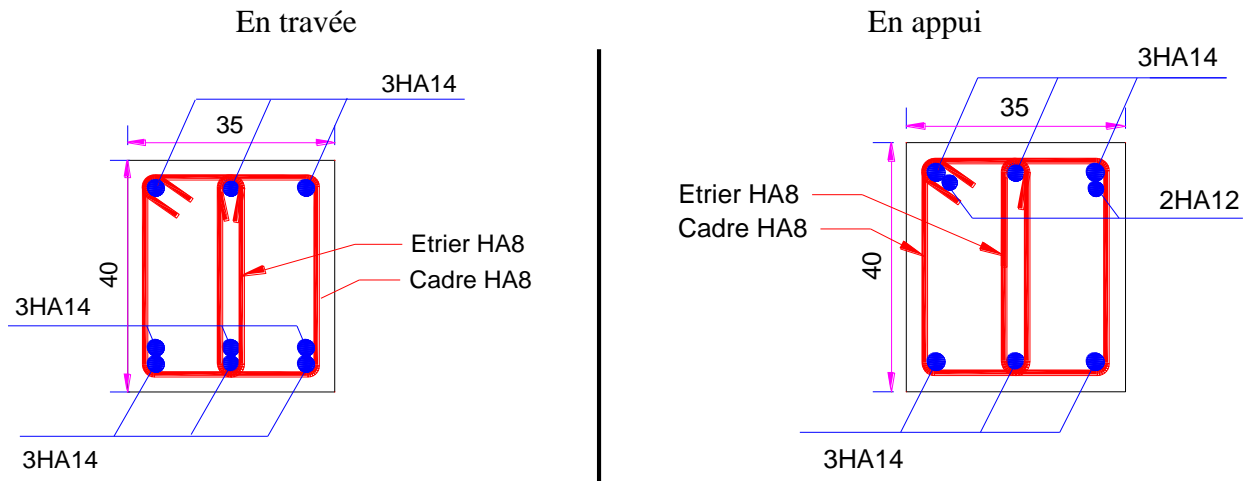 En travée
3HA14
35
40
Etrier HA8
Cadre HA8
3HA14
3HA14
En appui
3HA14
35
Etrier HA8
Cadre HA8
2HA12
40
3HA14